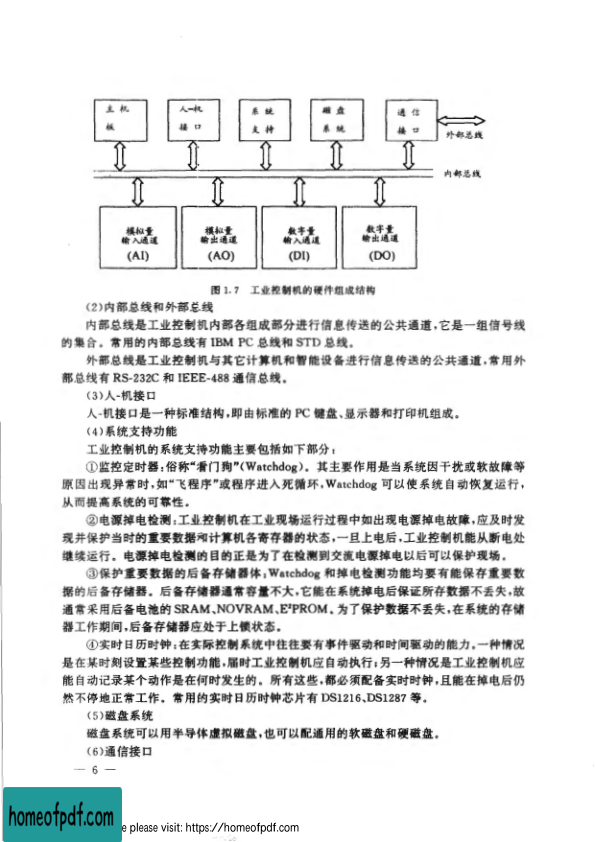 主机 人-机 系统 磁盘 通信
板 接口 支持 系统 接口
外部总线
内部总线
模拟量 模拟量 数字量 数字量
输入通道 输出通道 输入通道 输出通道
(AI) (AO) (DI) (DO)
图1.7 工业控制机的硬件组成结构
(2)内部总线和外部总线
内部总线是工业控制机内部各组成部分进行信息传送的公共通道,它是一组信号线
的集合。常用的内部总线有 IBM PC 总线和 STD 总线。
外部总线是工业控制机与其它计算机和智能设备进行信息传送的公共通道,常用外
部总线有 RS-232C 和 IEEE-488 通信总线。
(3)人-机接口
人-机接口是一种标准结构,即由标准的 PC 键盘、显示器和打印机组成。
(4)系统支持功能
工业控制机的系统支持功能主要包括如下部分:
①监控定时器:俗称“看门狗”(Watchdog)。其主要作用是当系统因干扰或软故障等
原因出现异常时,如“飞程序”或程序进入死循环,Watchdog 可以使系统自动恢复运行,
从而提高系统的可靠性。
②电源掉电检测:工业控制机在工业现场运行过程中如出现电源掉电故障,应及时发
现并保护当时的重要数据和计算机各寄存器的状态,一旦上电后,工业控制机能从断电处
继续运行。电源掉电检测的目的正是为了在检测到交流电源掉电以后可以保护现场。
③保护重要数据的后备存储器体:Watchdog 和掉电检测功能均要有能保存重要数
据的后备存储器。后备存储器通常容量不大,它能在系统掉电后保证所存数据不丢失,故
通常采用后备电池的 SRAM、NOVRAM、E²PROM。为了保护数据不丢失,在系统的存储
器工作期间,后备存储器应处于上锁状态。
④实时日历时钟:在实际控制系统中往往要有事件驱动和时间驱动的能力。一种情况
是在某时刻设置某些控制功能,届时工业控制机应自动执行;另一种情况是工业控制机应
能自动记录某个动作是在何时发生的。所有这些,都必须配备实时时钟,且能在掉电后仍
然不停地正常工作。常用的实时日历时钟芯片有 DS1216、DS1287 等。
(5)磁盘系统
磁盘系统可以用半导体虚拟磁盘,也可以配通用的软磁盘和硬磁盘。
(6)通信接口
— 6 —
homeofpdf.com
e please visit: https://homeofpdf.com